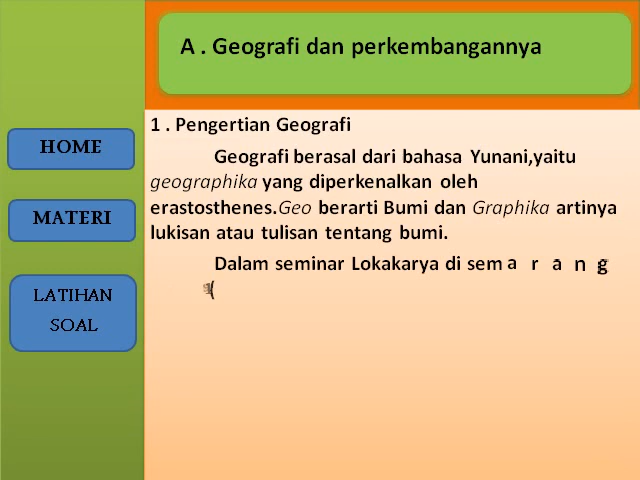 A . Geografi dan perkembangannya
HOME
MATERI
LATIHAN
SOAL
1 . Pengertian Geografi
Geografi berasal dari bahasa Yunani,yaitu
geographika yang diperkenalkan oleh
erastosthenes.Geo berarti Bumi dan Graphika artinya
lukisan atau tulisan tentang bumi.
Dalam seminar Lokakarya di sem a r a n g
(